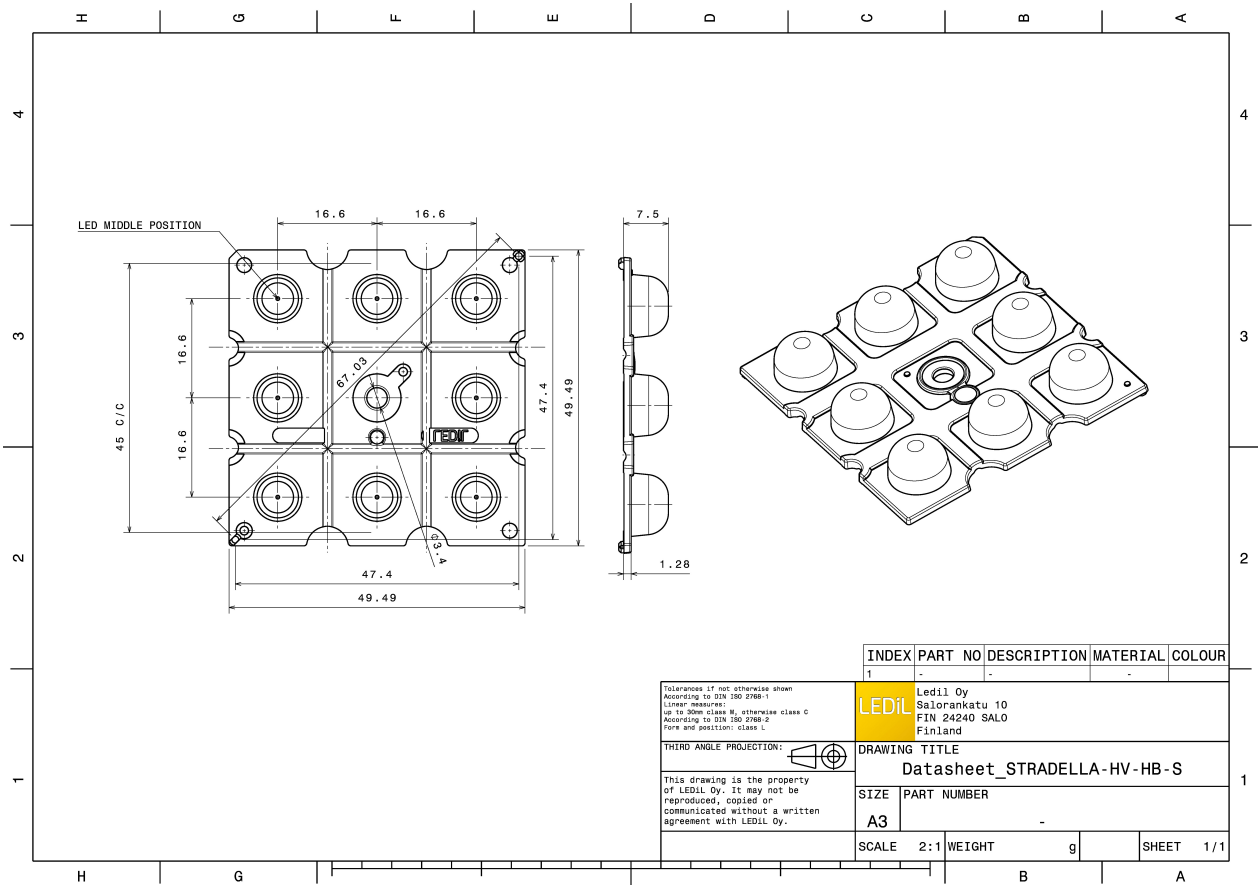 H G F E D C B A
4 4
3 3
2 2
1 1
LED MIDDLE POSITION
16.6 16.6
7.5
16.6
16.6
45 C/C
67.03
47.4
49.49
LEDiL
Ø3.4
47.4
49.49
1.28
INDEX PART NO DESCRIPTION MATERIAL COLOUR
1 - - -
Tolerances if not otherwise shown
According to DIN ISO 2768-1
Linear measures:
up to 30mm class M, otherwise class C
According to DIN ISO 2768-2
Form and position: class L
THIRD ANGLE PROJECTION:
This drawing is the property
of LEDiL Oy. It may not be
reproduced, copied or
communicated without a written
agreement with LEDiL Oy.
LEDiL
Ledil Oy
Salorankatu 10
FIN 24240 SALO
Finland
DRAWING TITLE
Datasheet_STRADELLA-HV-HB-S
SIZE PART NUMBER
A3 -
SCALE 2:1 WEIGHT g SHEET 1/1
H G B A